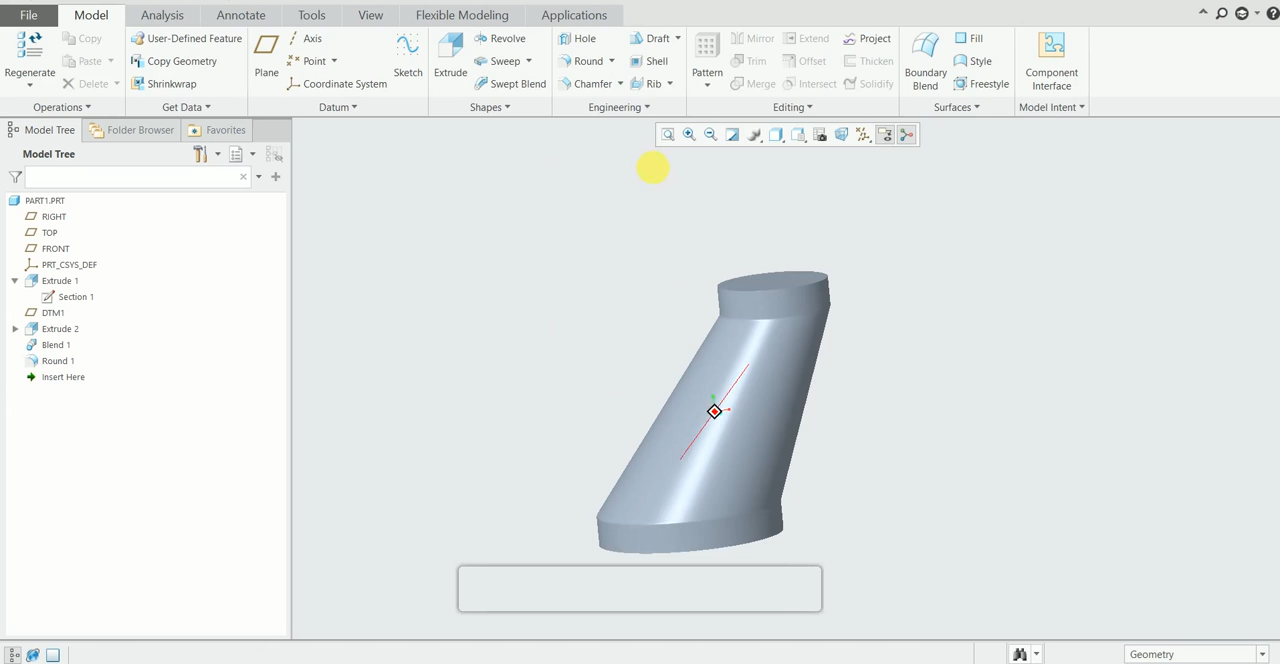 File Model Analysis Annotate Tools View Flexible Modeling Applications
Regenerate
Copy
Paste
Delete
Operations
User-Defined Feature
Copy Geometry
Shrinkwrap
Get Data
Plane
Axis
Point
Coordinate System
Sketch
Datum
Extrude
Revolve
Sweep
Swept Blend
Shapes
Hole
Round
Chamfer
Draft
Shell
Rib
Engineering
Pattern
Mirror
Trim
Merge
Extend
Offset
Intersect
Project
Thicken
Solidify
Editing
Boundary
Blend
Fill
Style
Freestyle
Surfaces
Component
Interface
Model Intent
Model Tree Folder Browser Favorites
Model Tree
PART1.PRT
RIGHT
TOP
FRONT
PRT_CSYS_DEF
Extrude 1
Section 1
DTM1
Extrude 2
Blend 1
Round 1
Insert Here
Geometry